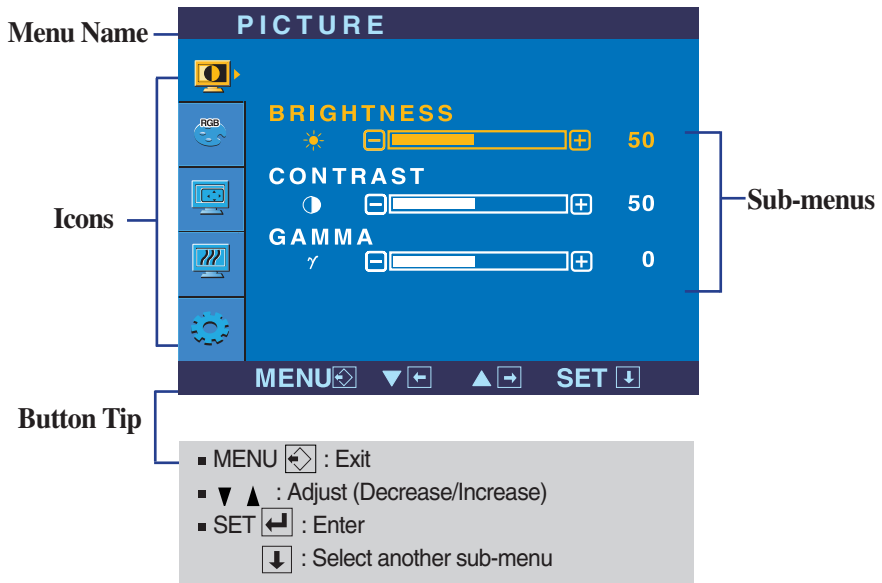 Menu Name
PICTURE
Icons
RGB
BRIGHTNESS
50
CONTRAST
50
GAMMA
γ 0
Sub-menus
MENU ▼ ← ▲ → SET ↓
Button Tip
▪ MENU : Exit
▪ ▼ ▲ : Adjust (Decrease/Increase)
▪ SET ↵ : Enter
↓ : Select another sub-menu